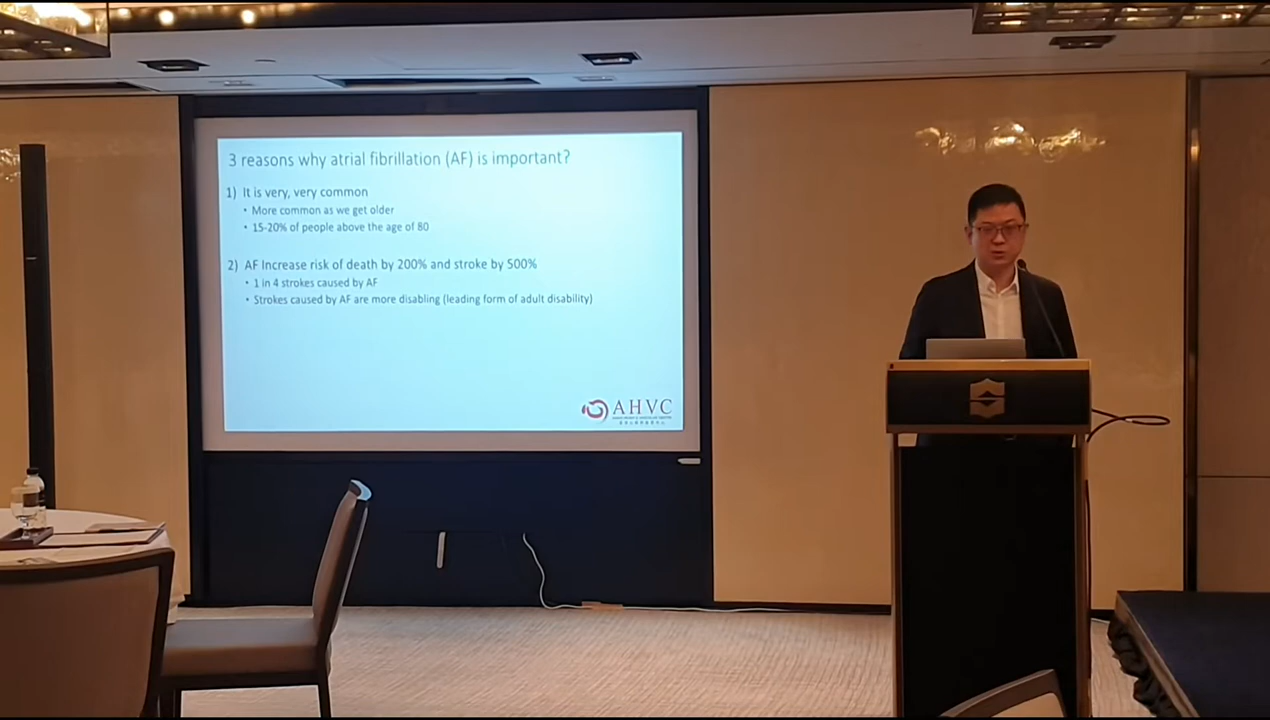 3 reasons why atrial fibrillation (AF) is important?
1) It is very, very common
• More common as we get older
• 15-20% of people above the age of 80
2) AF Increase risk of death by 200% and stroke by 500%
• 1 in 4 strokes caused by AF
• Strokes caused by AF are more disabling (leading form of adult disability)
AHVC